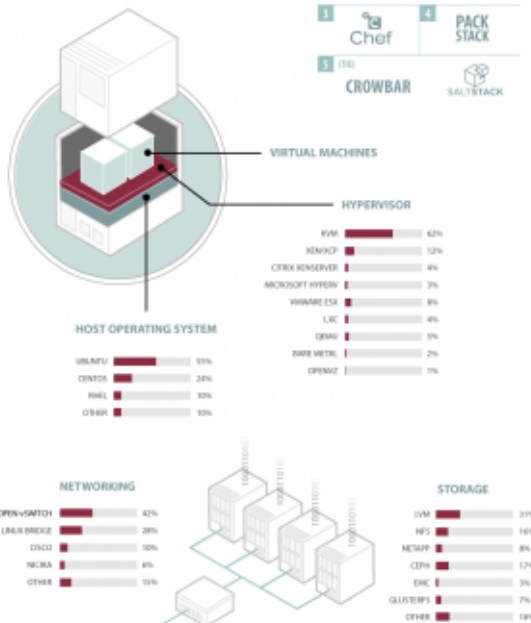 3
Chef
4
PACK
STACK
5 (TIE)
CROWBAR
SALTSTACK
VIRTUAL MACHINES
HYPERVISOR
KVM 62%
XEN/XCP 12%
CITRIX XENSERVER 4%
MICROSOFT HYPERV 3%
VMWARE ESX 8%
LXC 4%
QEMU 5%
BARE METAL 2%
OPENVZ 1%
HOST OPERATING SYSTEM
UBUNTU 55%
CENTOS 24%
RHEL 10%
OTHER 10%
NETWORKING
OPEN vSWITCH 42%
LINUX BRIDGE 28%
CISCO 10%
NICIRA 6%
OTHER 15%
STORAGE
LVM 31%
NFS 16%
NETAPP 8%
CEPH 17%
EMC 3%
GLUSTERFS 7%
OTHER 18%